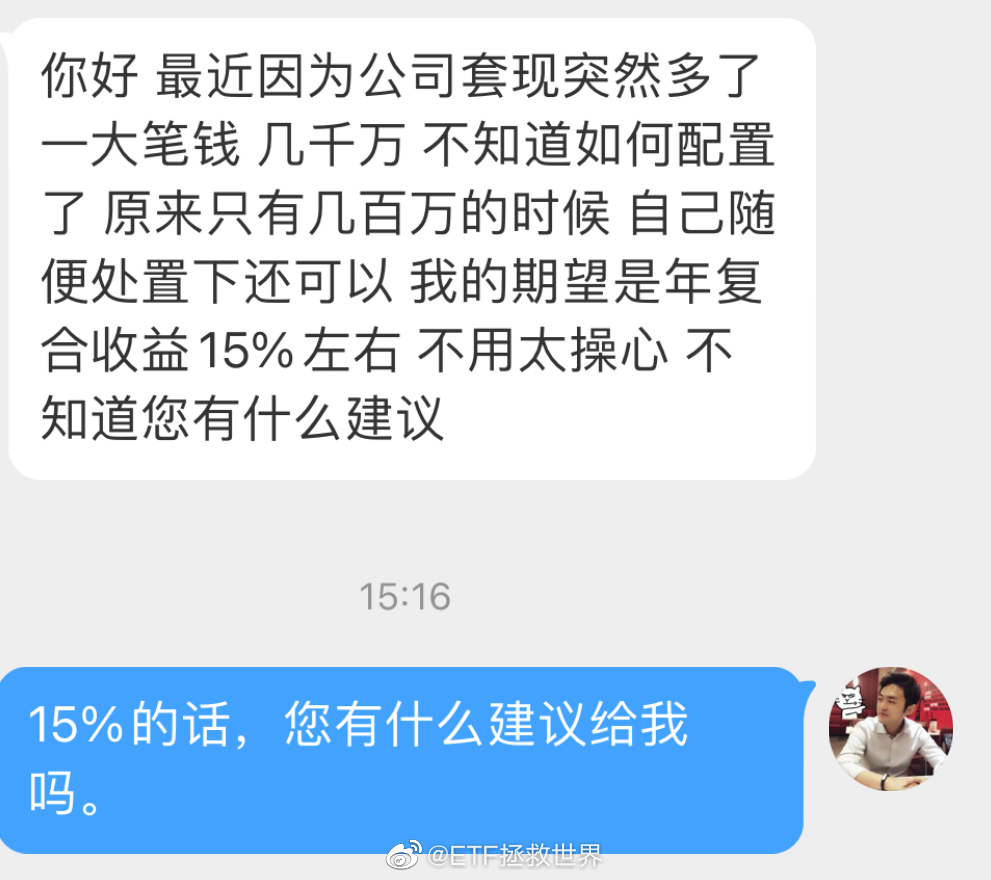 你好 最近因为公司套现突然多了
一大笔钱 几千万 不知道如何配置
了 原来只有几百万的时候 自己随
便处置下还可以 我的期望是年复
合收益15%左右 不用太操心 不
知道您有什么建议
15:16
15%的话，您有什么建议给我
吗。
@ETF拯救世界